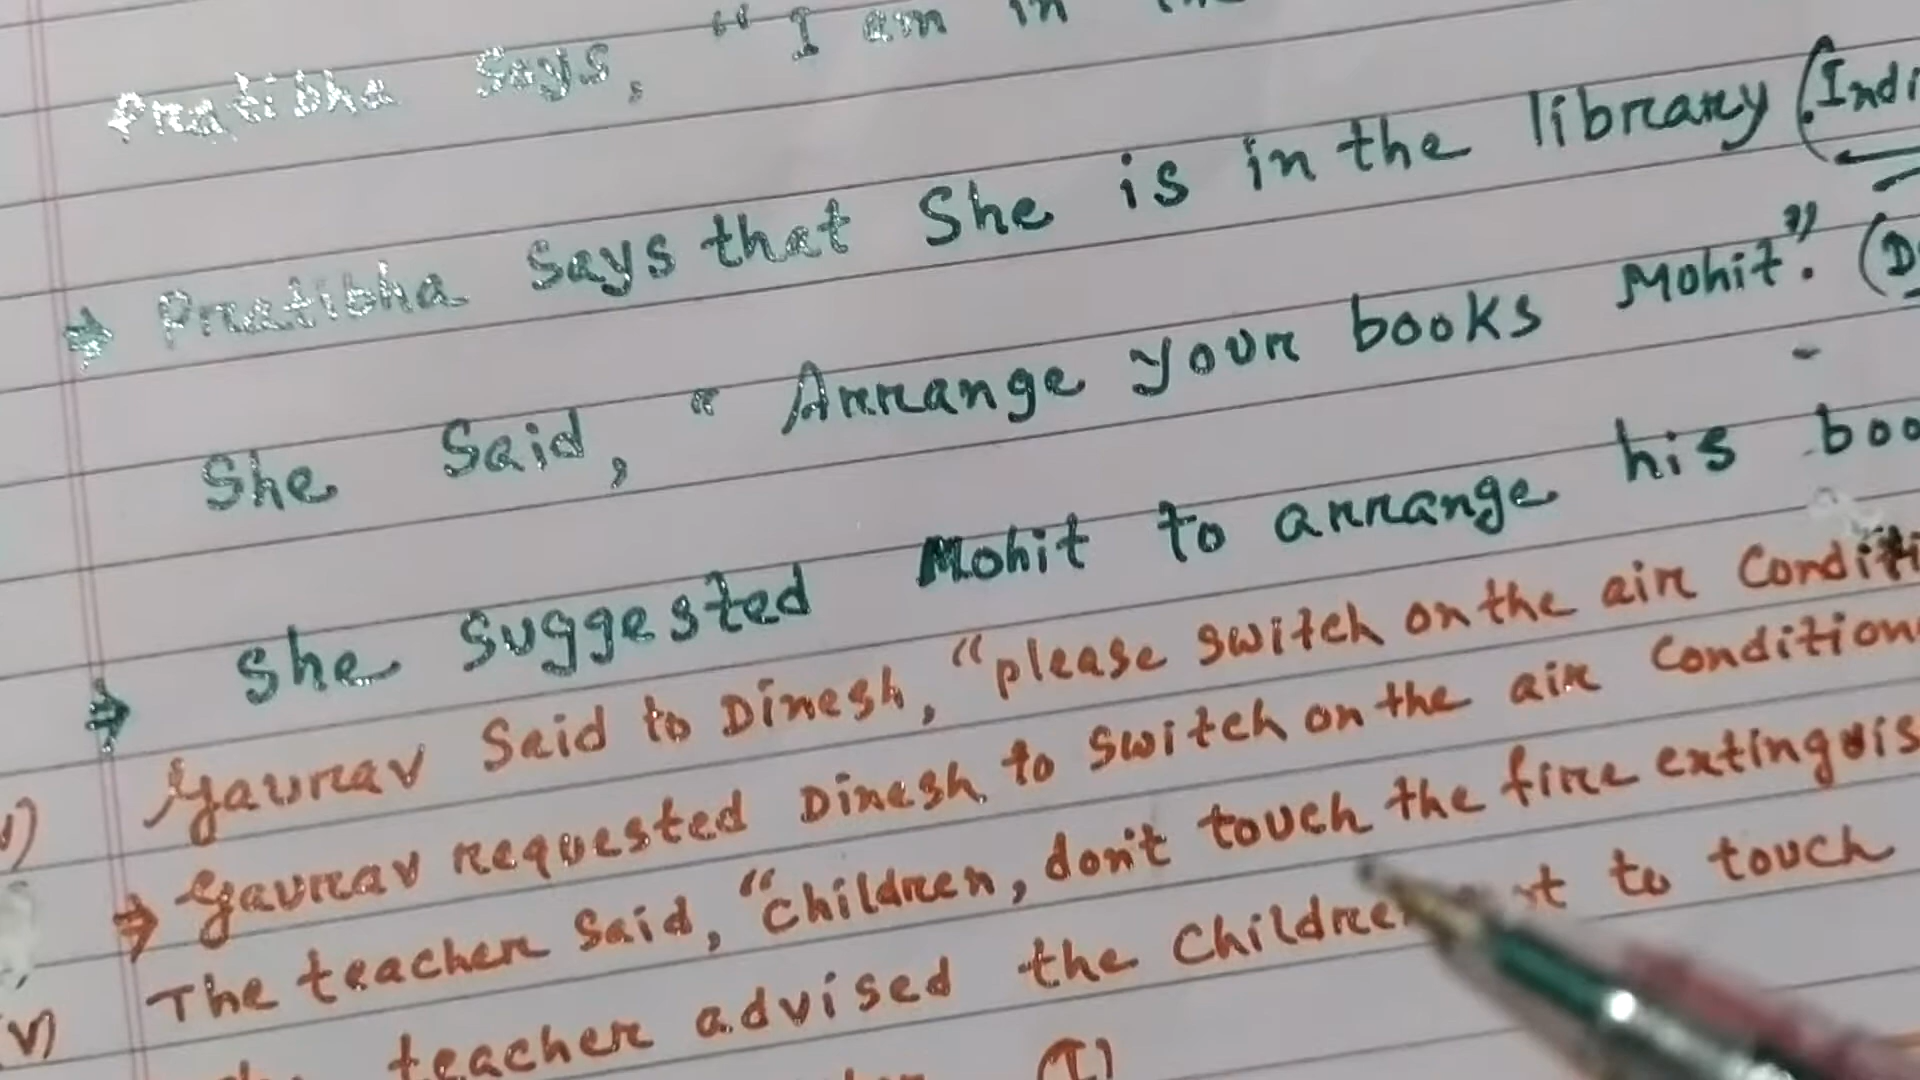 Pratibha says, "I am in
⇒ Pratibha says that She is in the library (Indi
She Said, "Arrange your books Mohit". (D
⇒ She suggested Mohit to arrange his boo
Gaurav Said to Dinesh, "please switch on the air Conditi
⇒ Gaurav requested Dinesh to switch on the air Condition
v) The teacher Said, "Children, don't touch the fire extinguis
teacher advised the Children to touch
(I)